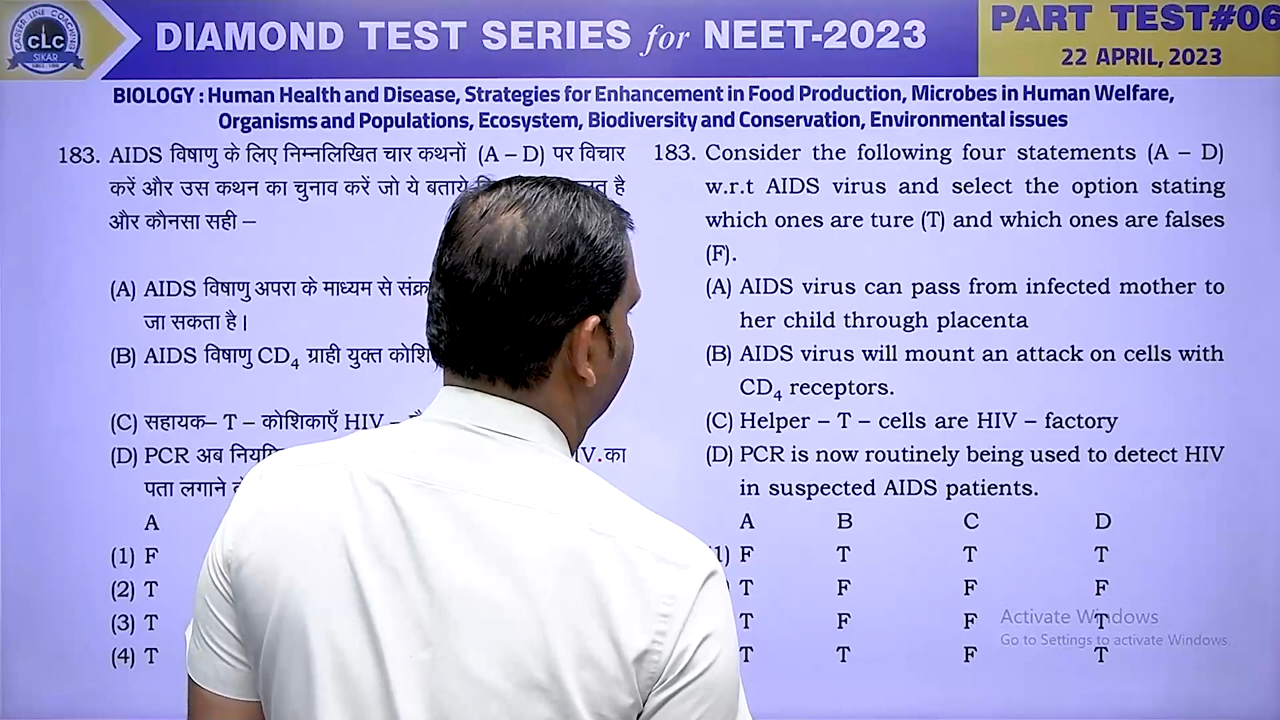 CLC
SIKAR
DIAMOND TEST SERIES for NEET-2023
PART TEST#06
22 APRIL, 2023
BIOLOGY : Human Health and Disease, Strategies for Enhancement in Food Production, Microbes in Human Welfare,
Organisms and Populations, Ecosystem, Biodiversity and Conservation, Environmental issues
183. AIDS विषाणु के लिए निम्नलिखित चार कथनों (A – D) पर विचार
करें और उस कथन का चुनाव करें जो ये बताये है
और कौनसा सही –
(A) AIDS विषाणु अपरा के माध्यम से
जा सकता है।
(B) AIDS विषाणु CD4 ग्राही युक्त
(C) सहायक– T – कोशिकाएँ HIV –
(D) PCR अब का
पता लगाने
A
(1) F
(2) T
(3) T
(4) T
183. Consider the following four statements (A – D)
w.r.t AIDS virus and select the option stating
which ones are ture (T) and which ones are falses
(F).
(A) AIDS virus can pass from infected mother to
her child through placenta
(B) AIDS virus will mount an attack on cells with
CD4 receptors.
(C) Helper – T – cells are HIV – factory
(D) PCR is now routinely being used to detect HIV
in suspected AIDS patients.
A B C D
1) F T T T
T F F F
T F F T
T T F T
Activate Windows
Go to Settings to activate Windows.